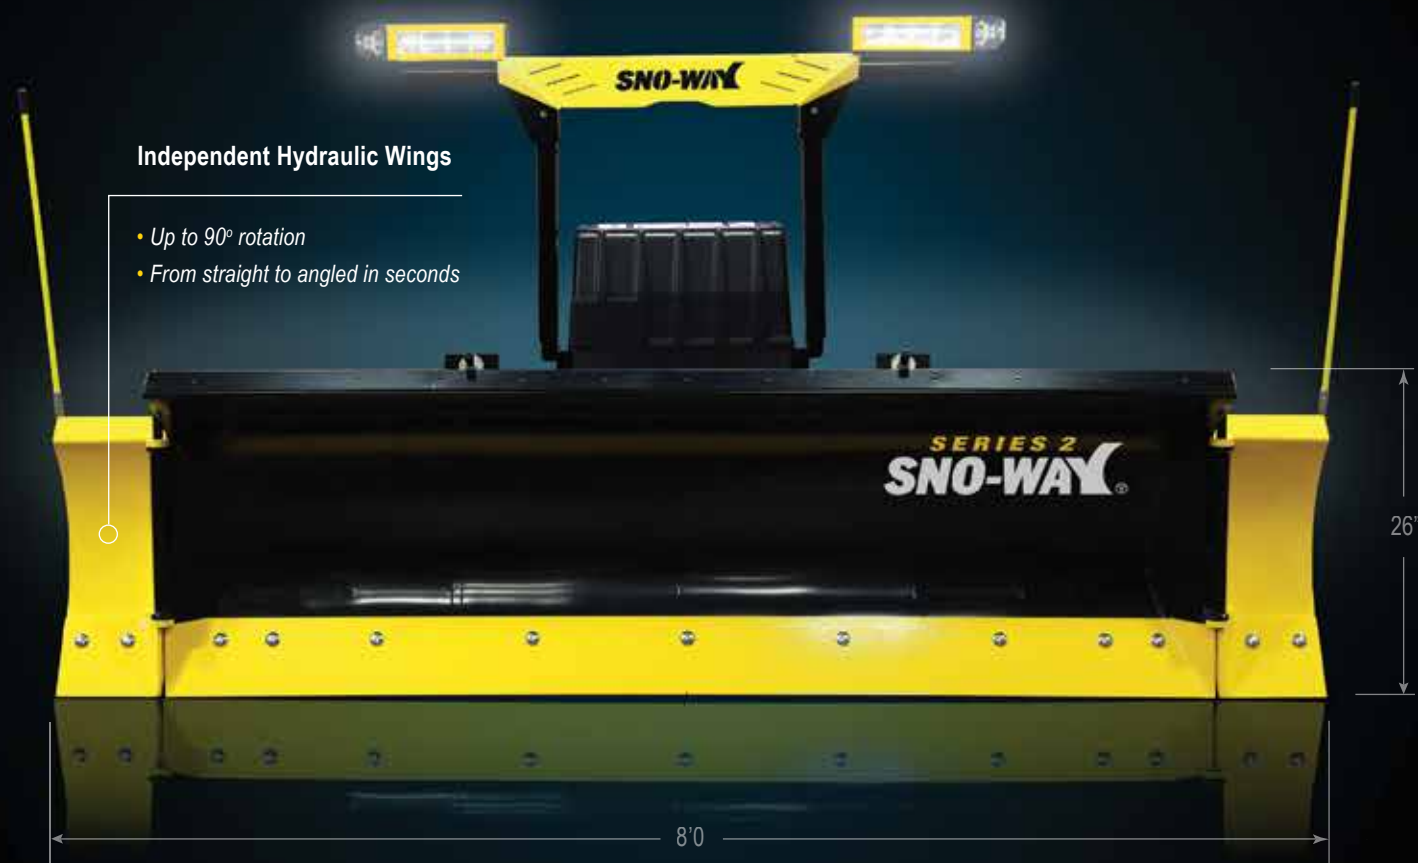 SNO-WAY
Independent Hydraulic Wings
• Up to 90º rotation
• From straight to angled in seconds
SERIES 2
SNO-WAY®
26"
8'0